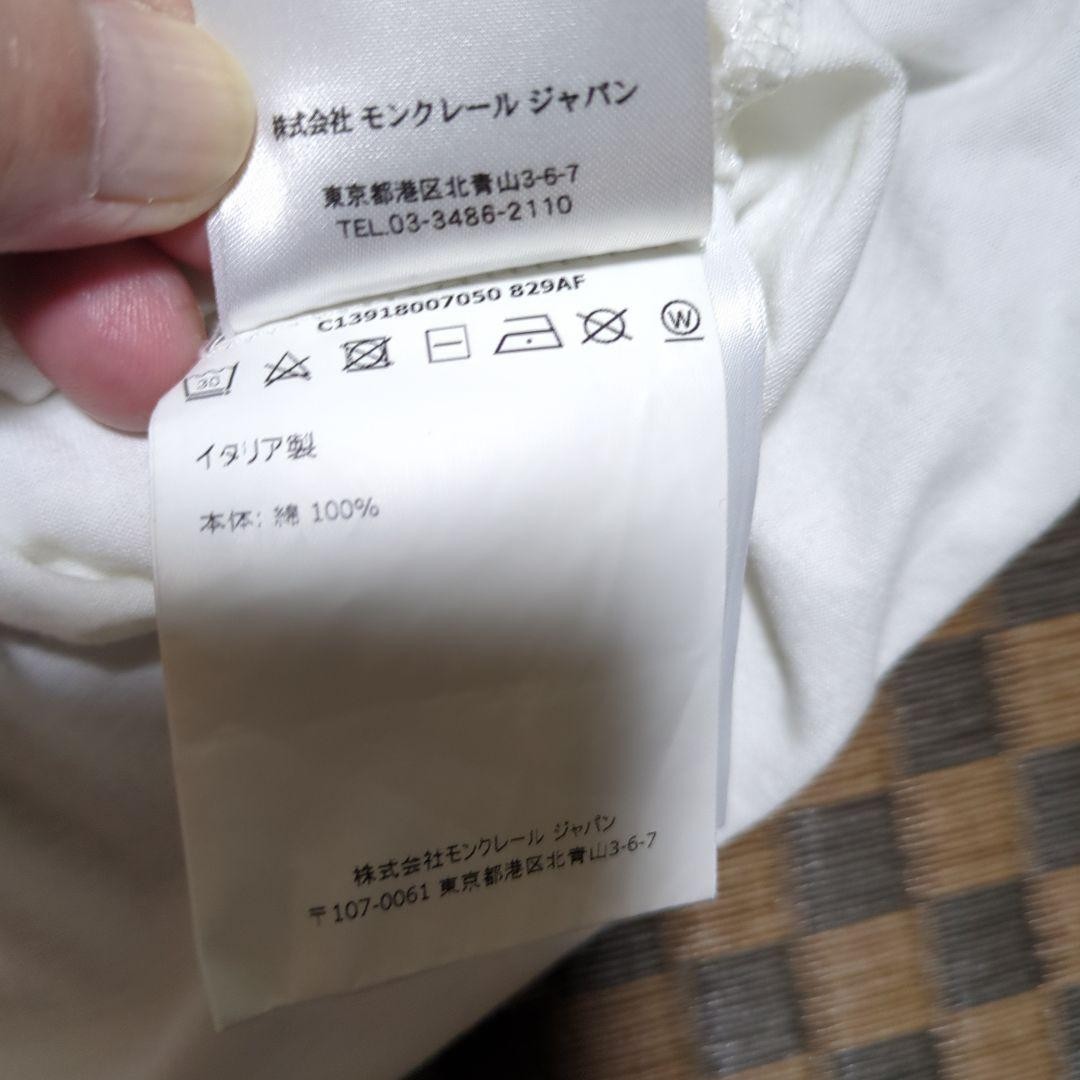 株式会社 モンクレール ジャパン
東京都港区北青山3-6-7
TEL.03-3486-2110
C13918007050 829AF
30 W
イタリア製
本体: 綿 100%
株式会社モンクレール ジャパン
〒107-0061 東京都港区北青山3-6-7